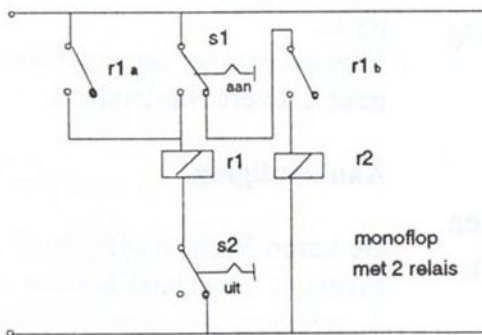 s1
r1 a
r1 b
aan
r1
r2
s2
uit
monoflop
met 2 relais